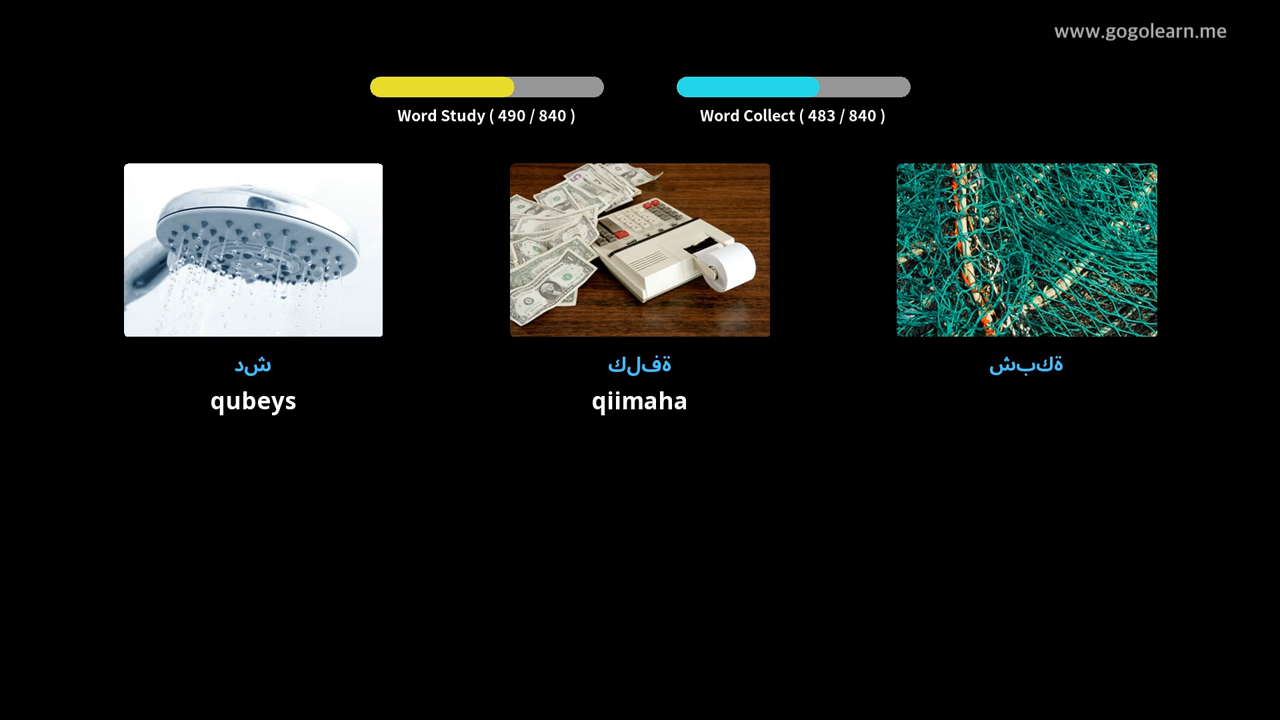 www.gogolearn.me
Word Study ( 490 / 840 )
Word Collect ( 483 / 840 )
شد
qubeys
ةفلك
qiimaha
ةكبش